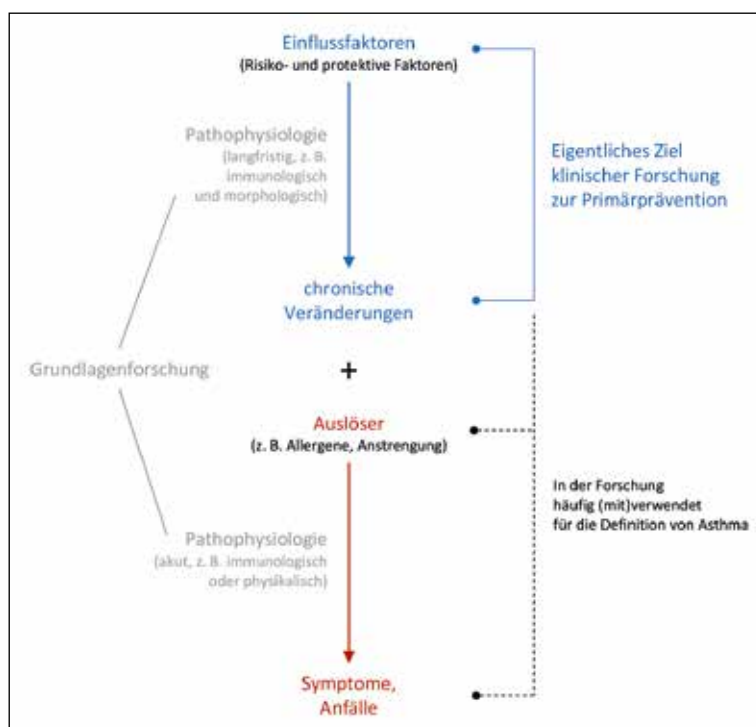 Einflussfaktoren
(Risiko- und protektive Faktoren)
Pathophysiologie
(langfristig, z. B.
immunologisch
und morphologisch)
Eigentliches Ziel
klinischer Forschung
zur Primärprävention
chronische
Veränderungen
Grundlagenforschung
+
Auslöser
(z. B. Allergene, Anstrengung)
In der Forschung
häufig (mit)verwendet
für die Definition von Asthma
Pathophysiologie
(akut, z. B. immunologisch
oder physikalisch)
Symptome,
Anfälle